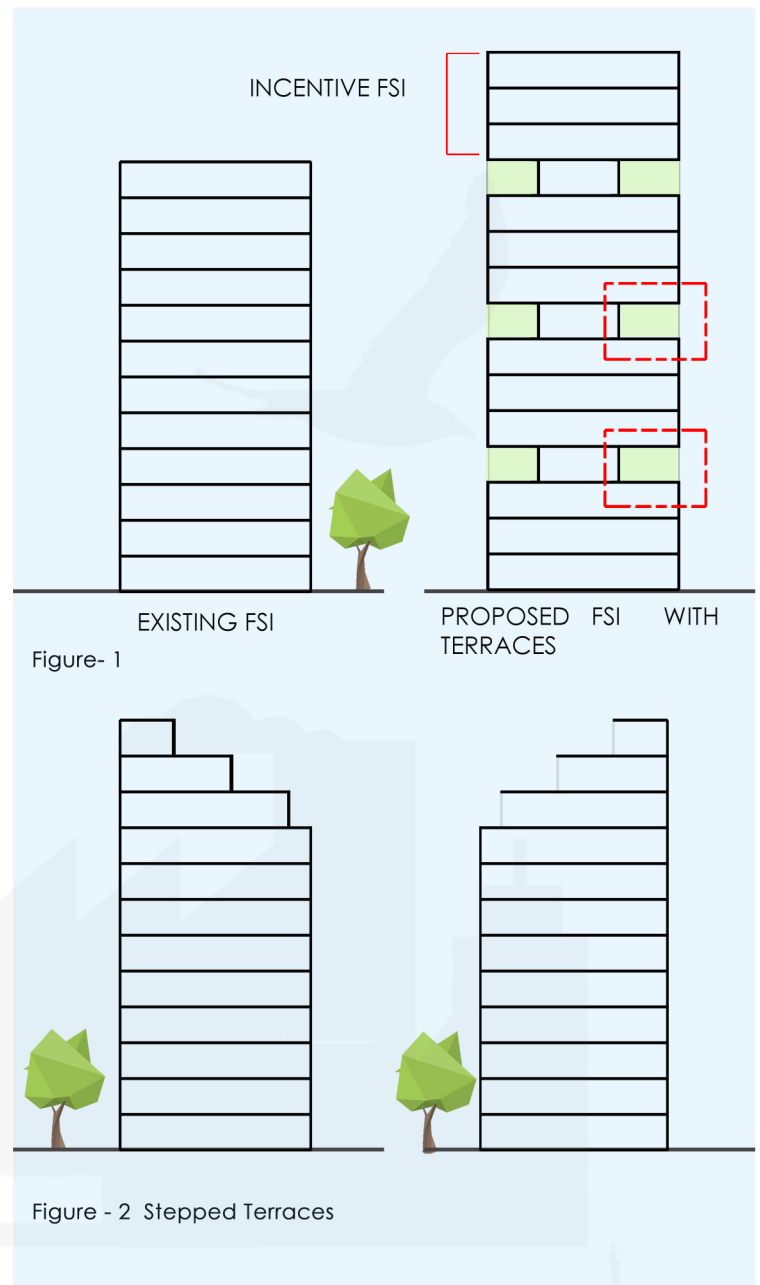 INCENTIVE FSI
EXISTING FSI
PROPOSED FSI WITH
TERRACES
Figure- 1
Figure - 2 Stepped Terraces